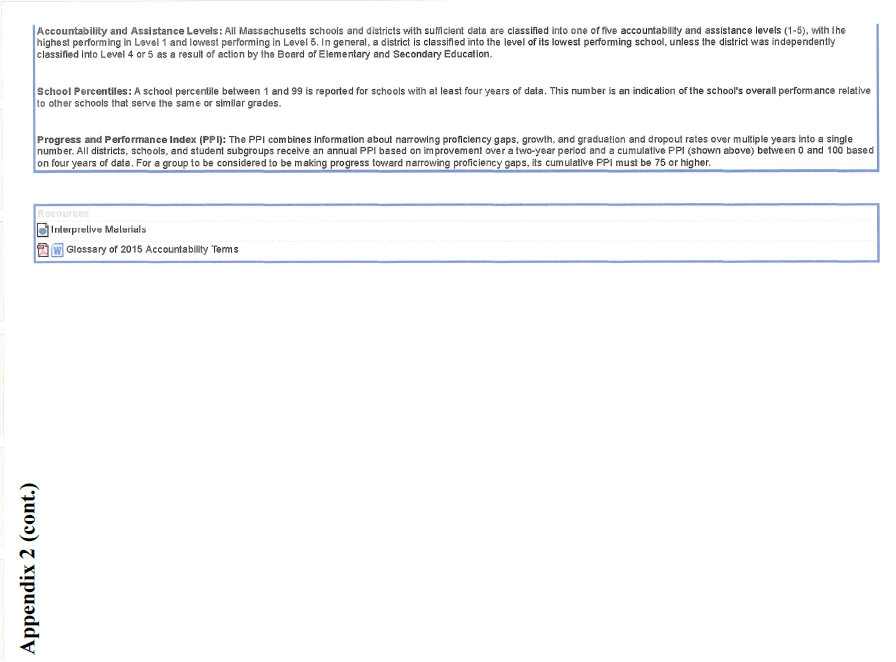 Accountability and Assistance Levels: All Massachusetts schools and districts with sufficient data are classified into one of five accountability and assistance levels (1-5), with the
highest performing in Level 1 and lowest performing in Level 5. In general, a district is classified into the level of its lowest performing school, unless the district was independently
classified into Level 4 or 5 as a result of action by the Board of Elementary and Secondary Education.
School Percentiles: A school percentile between 1 and 99 is reported for schools with at least four years of data. This number is an indication of the school's overall performance relative
to other schools that serve the same or similar grades.
Progress and Performance Index (PPI): The PPI combines information about narrowing proficiency gaps, growth, and graduation and dropout rates over multiple years into a single
number. All districts, schools, and student subgroups receive an annual PPI based on improvement over a two-year period and a cumulative PPI (shown above) between 0 and 100 based
on four years of data. For a group to be considered to be making progress toward narrowing proficiency gaps, its cumulative PPI must be 75 or higher.
Resources
Interpretive Materials
Glossary of 2015 Accountability Terms
Appendix 2 (cont.)